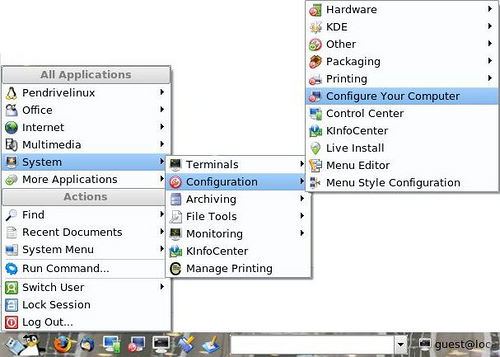 All Applications
Pendrivelinux
Office
Internet
Multimedia
System
More Applications
Actions
Find
Recent Documents
System Menu
Run Command...
Switch User
Lock Session
Log Out...
Terminals
Configuration
Archiving
File Tools
Monitoring
KInfoCenter
Manage Printing
Hardware
KDE
Other
Packaging
Printing
Configure Your Computer
Control Center
KInfoCenter
Live Install
Menu Editor
Menu Style Configuration
guest@loc